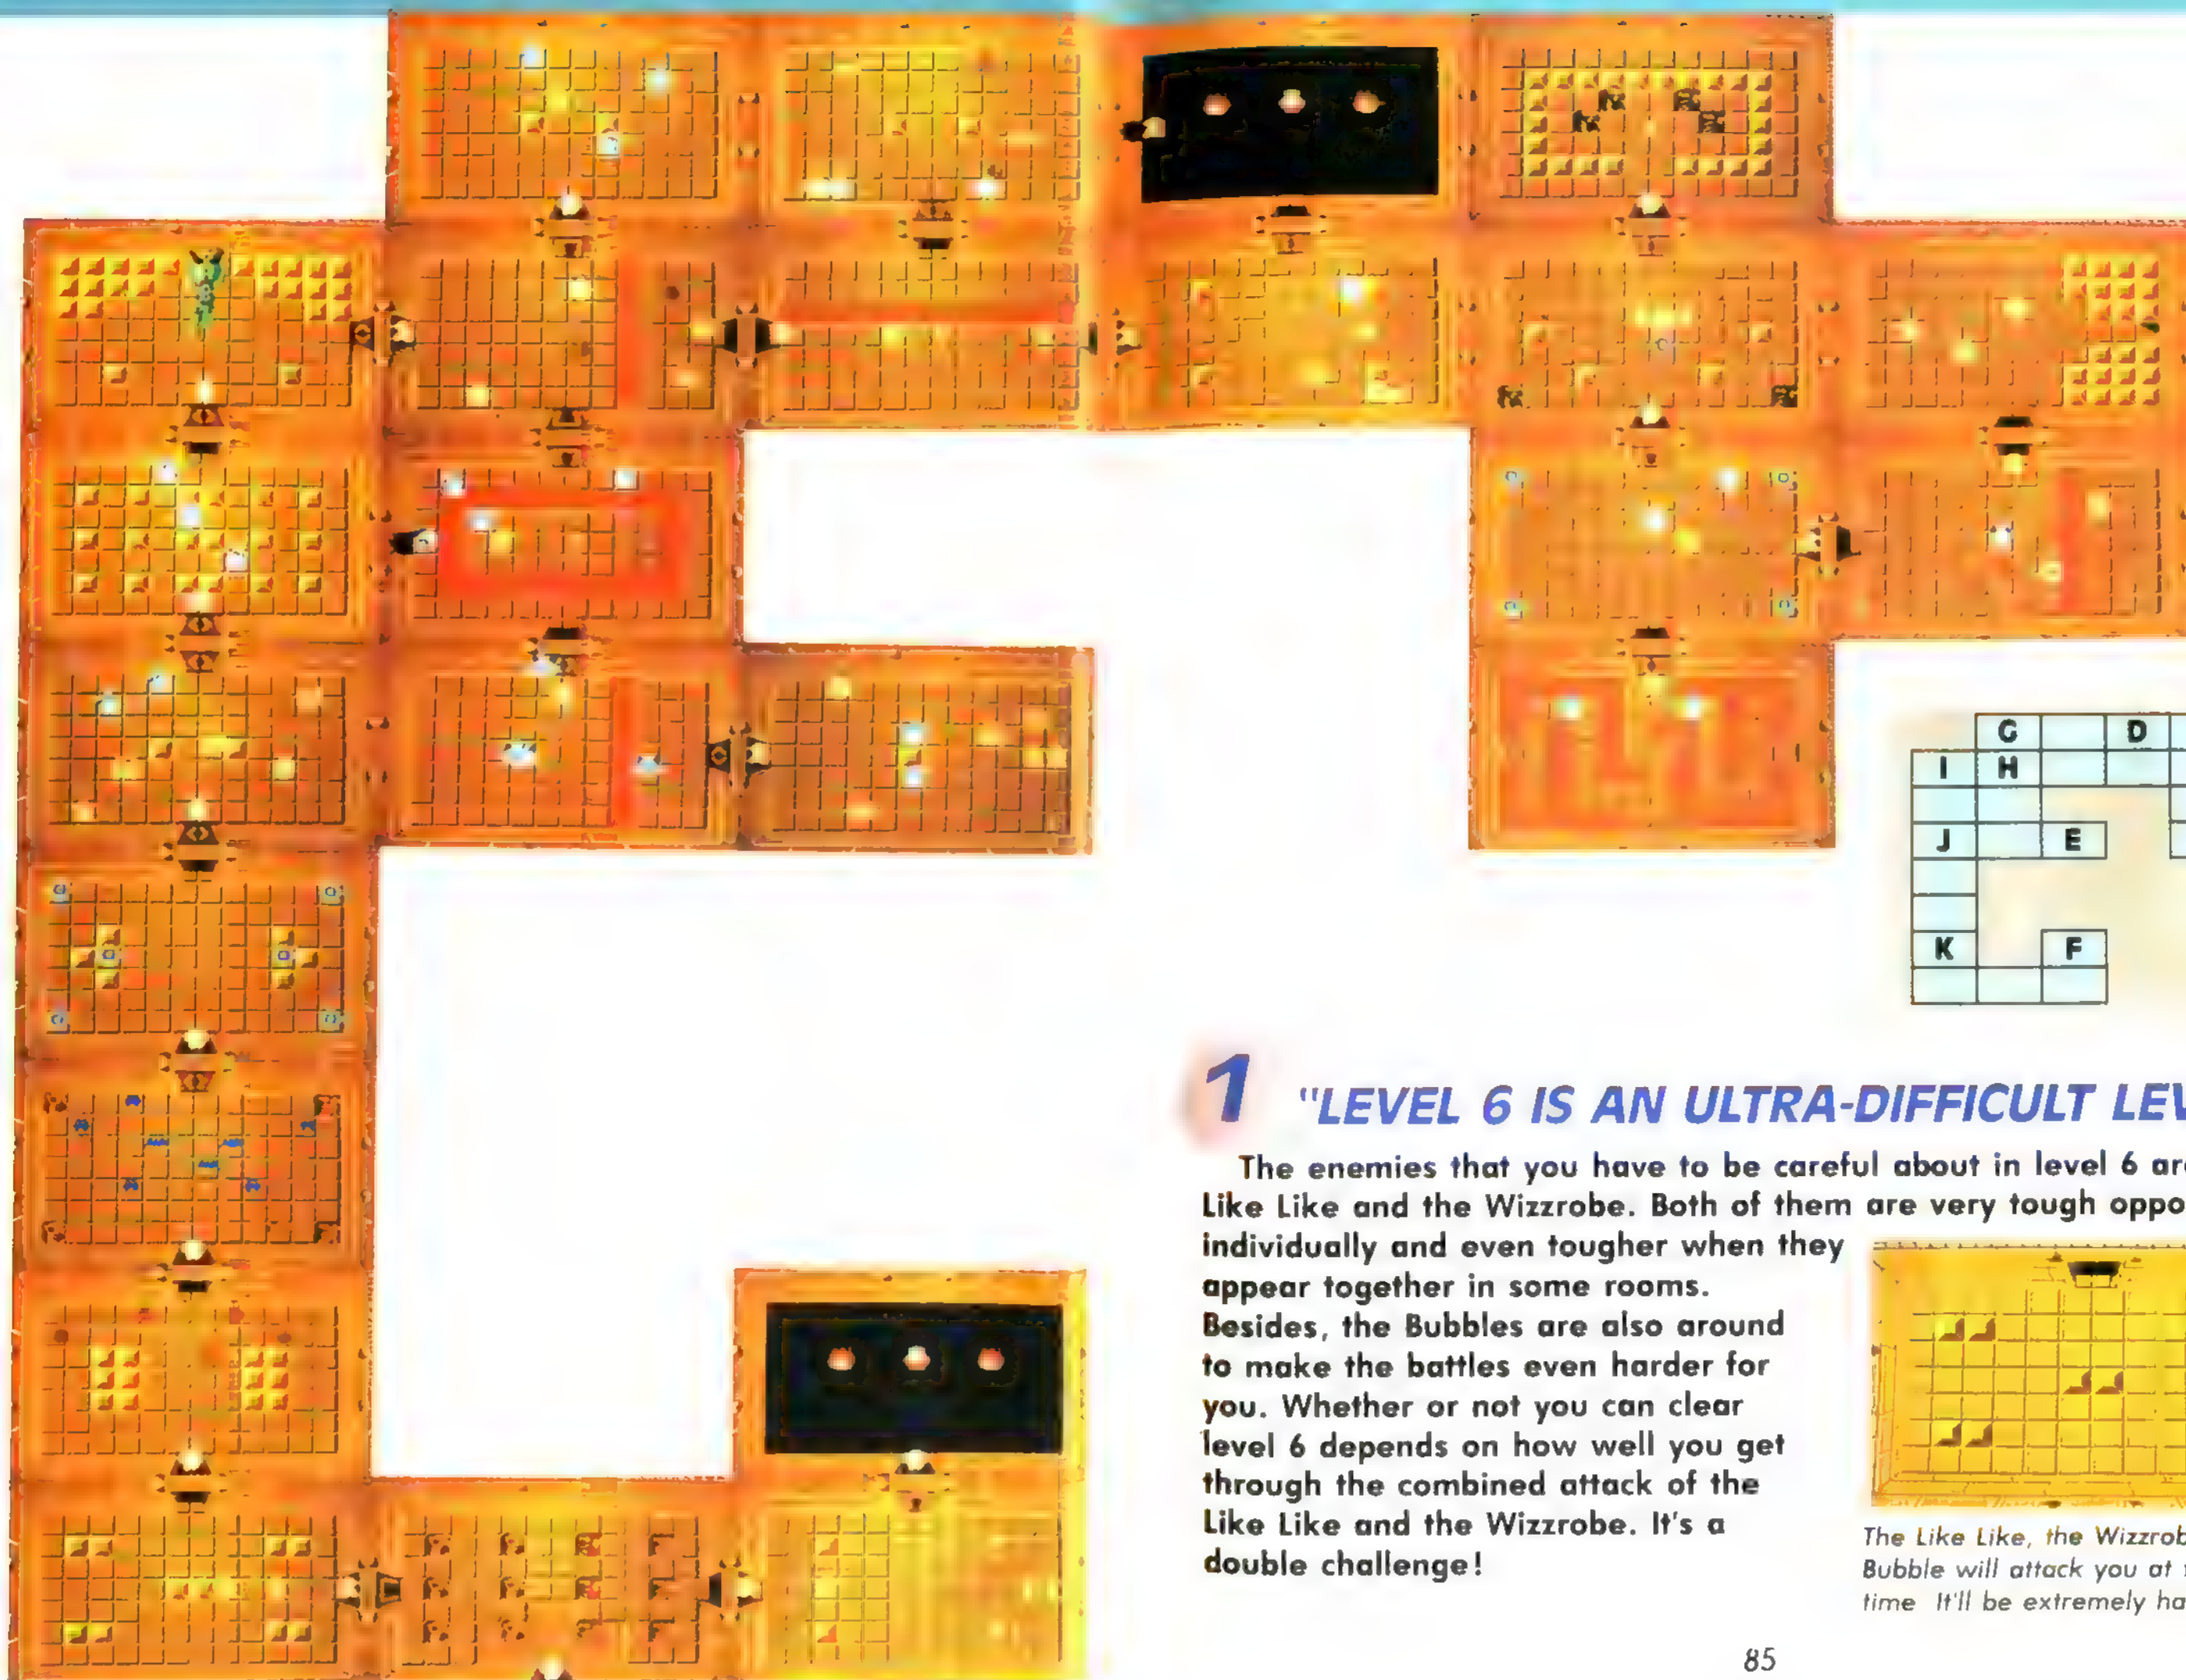 G D
I H
J E
K F
1 "LEVEL 6 IS AN ULTRA-DIFFICULT
The enemies that you have to be careful about in level 6
Like Like and the Wizzrobe. Both of them are very tough
individually and even tougher when they
appear together in some rooms.
Besides, the Bubbles are also around
to make the battles even harder for
you. Whether or not you can clear
level 6 depends on how well you get
through the combined attack of the
Like Like and the Wizzrobe. It's a
double challenge!
The Like Like, the
Bubble will attack you at
time It'll be extremely
85